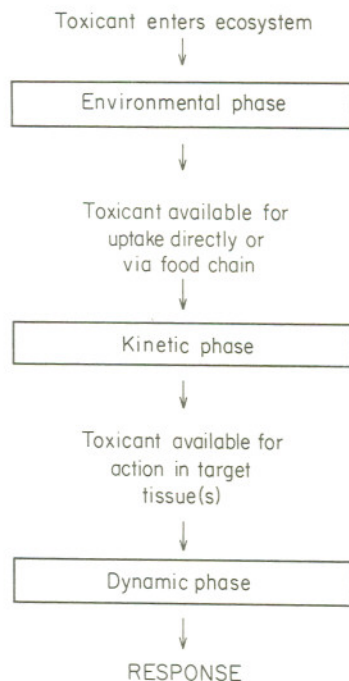 Toxicant enters ecosystem
Environmental phase
Toxicant available for
uptake directly or
via food chain
Kinetic phase
Toxicant available for
action in target
tissue(s)
Dynamic phase
RESPONSE